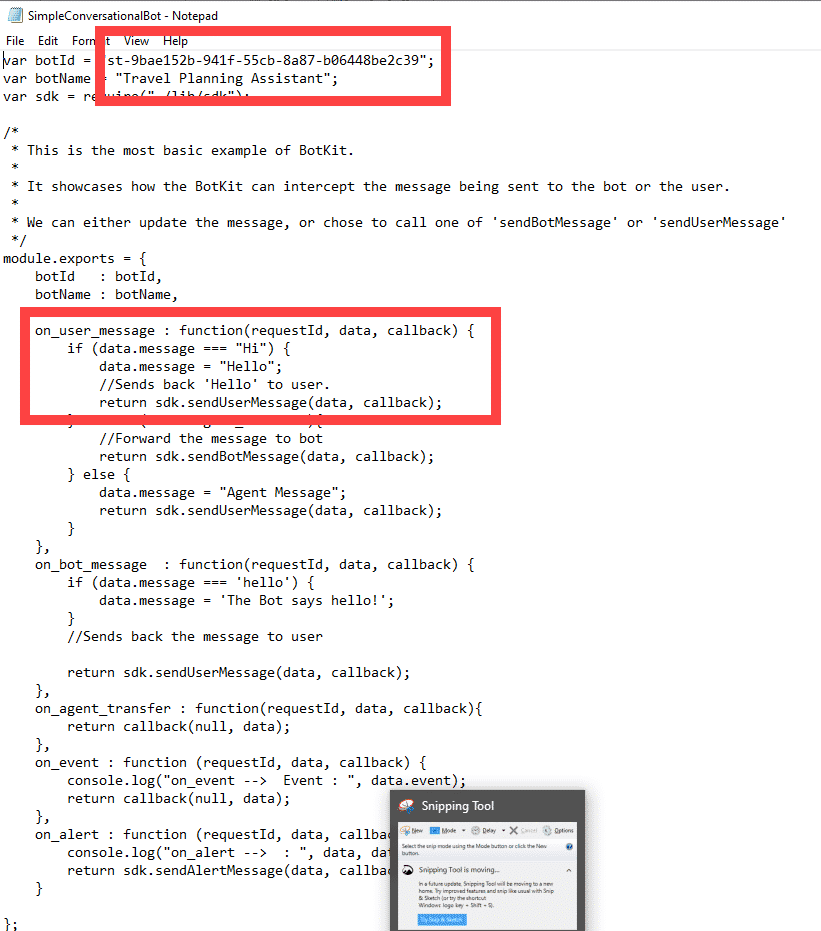 SimpleConversationalBot - Notepad
File Edit Format View Help
var botId = "st-9bae152b-941f-55cb-8a87-b06448be2c39";
var botName = "Travel Planning Assistant";
var sdk = require("./lib/sdk");
/*
 * This is the most basic example of BotKit.
 *
 * It showcases how the BotKit can intercept the message being sent to the bot or the user.
 *
 * We can either update the message, or chose to call one of 'sendBotMessage' or 'sendUserMessage'
 */
module.exports = {
    botId   : botId,
    botName : botName,
    on_user_message : function(requestId, data, callback) {
        if (data.message === "Hi") {
            data.message = "Hello";
            //Sends back 'Hello' to user.
            return sdk.sendUserMessage(data, callback);
){
            //Forward the message to bot
            return sdk.sendBotMessage(data, callback);
        } else {
            data.message = "Agent Message";
            return sdk.sendUserMessage(data, callback);
        }
    },
    on_bot_message  : function(requestId, data, callback) {
        if (data.message === 'hello') {
            data.message = 'The Bot says hello!';
        }
        //Sends back the message to user
        return sdk.sendUserMessage(data, callback);
    },
    on_agent_transfer : function(requestId, data, callback){
        return callback(null, data);
    },
    on_event : function (requestId, data, callback) {
        console.log("on_event -->  Event : ", data.event);
        return callback(null, data);
    },
    on_alert : function (requestId, data, callba
        console.log("on_alert -->  : ", data, da
        return sdk.sendAlertMessage(data, callba
    }
};
Snipping Tool
New Mode Delay Cancel Options
Select the snip mode using the Mode button or click the New
button.
Snipping Tool is moving...
In a future update, Snipping Tool will be moving to a new
home. Try improved features and snip like usual with Snip
& Sketch (or try the shortcut
Windows logo key + Shift + S).
Try Snip & Sketch